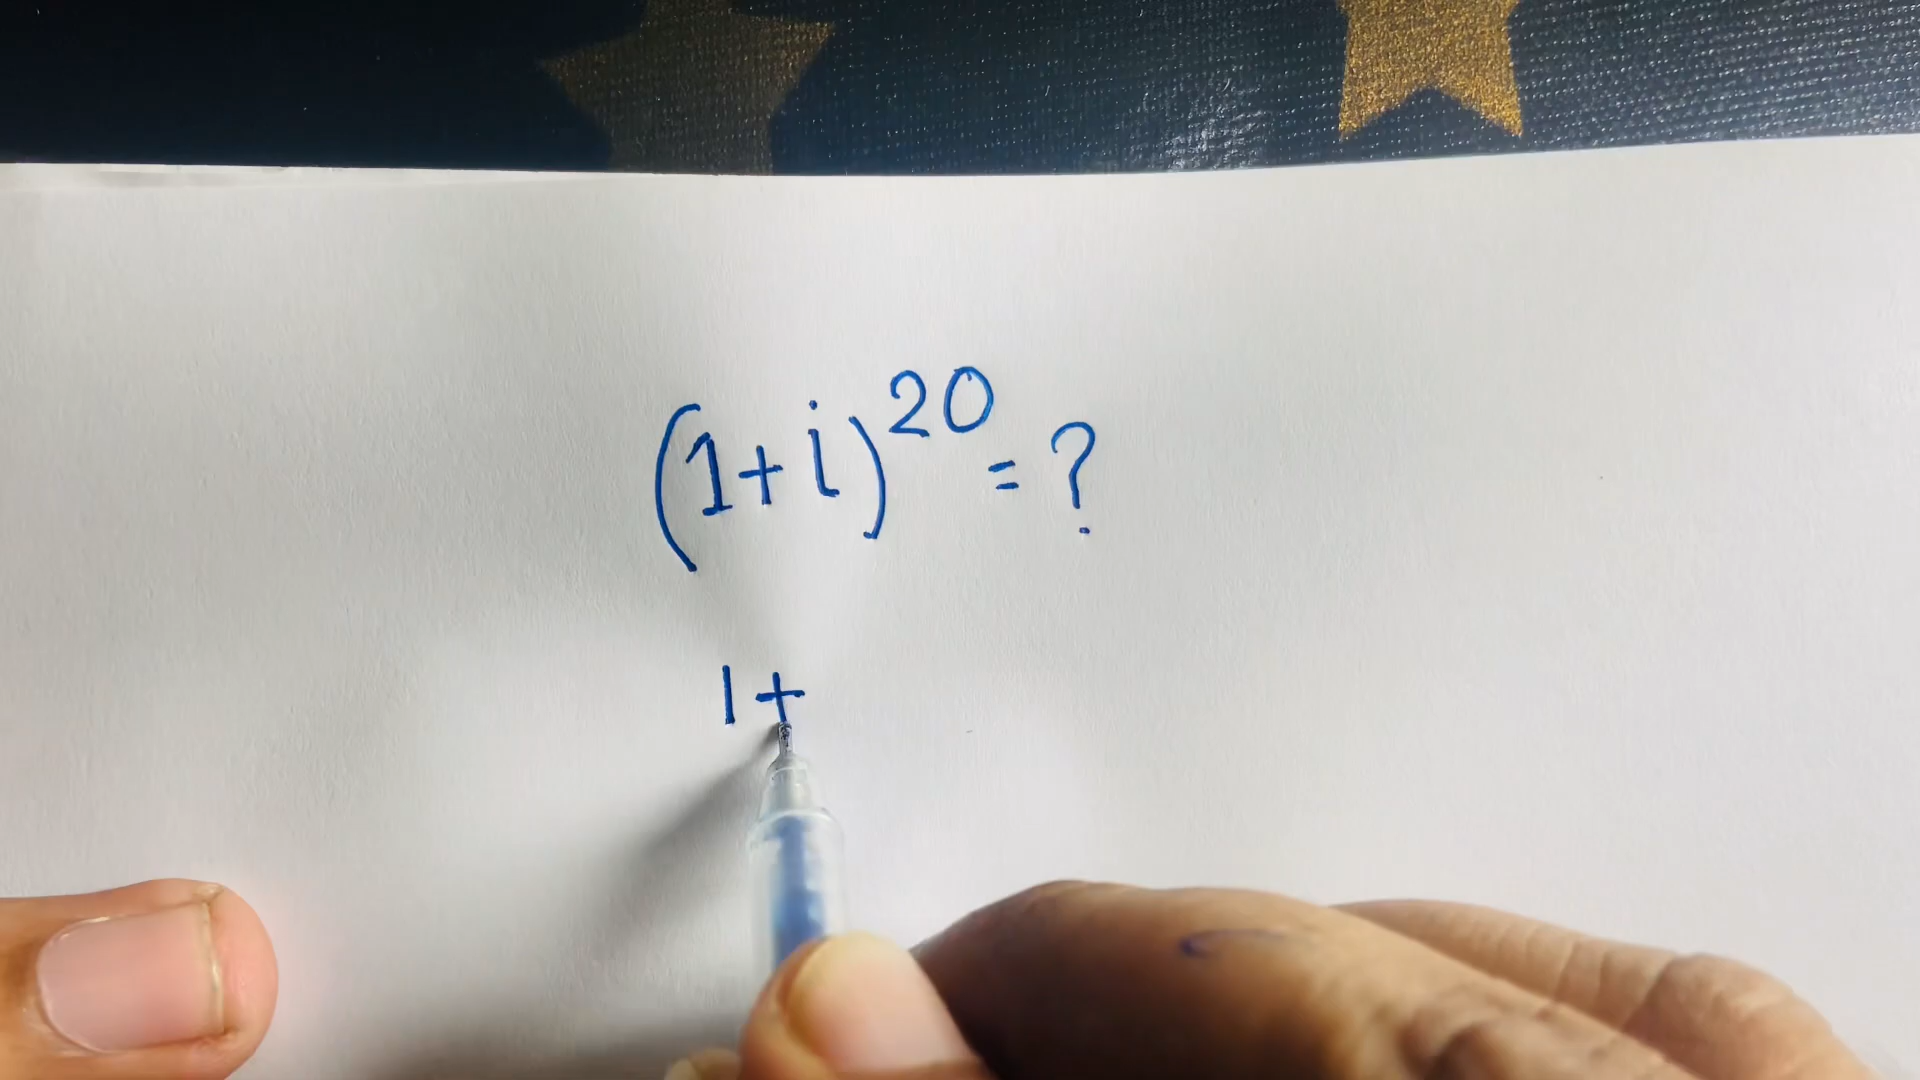 (1+i)²⁰ = ?
1+